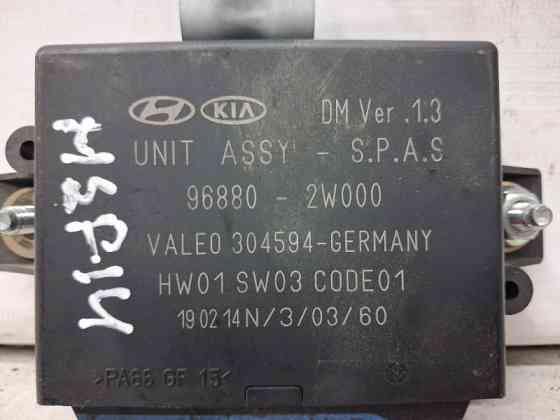 KIA DM Ver .1.3
UNIT ASSY - S.P.A.S
96880 - 2W000
VALEO 304594-GERMANY
HW01 SW03 CODE01
19 02 14 N/3/03/60
>PA66 GF 15<